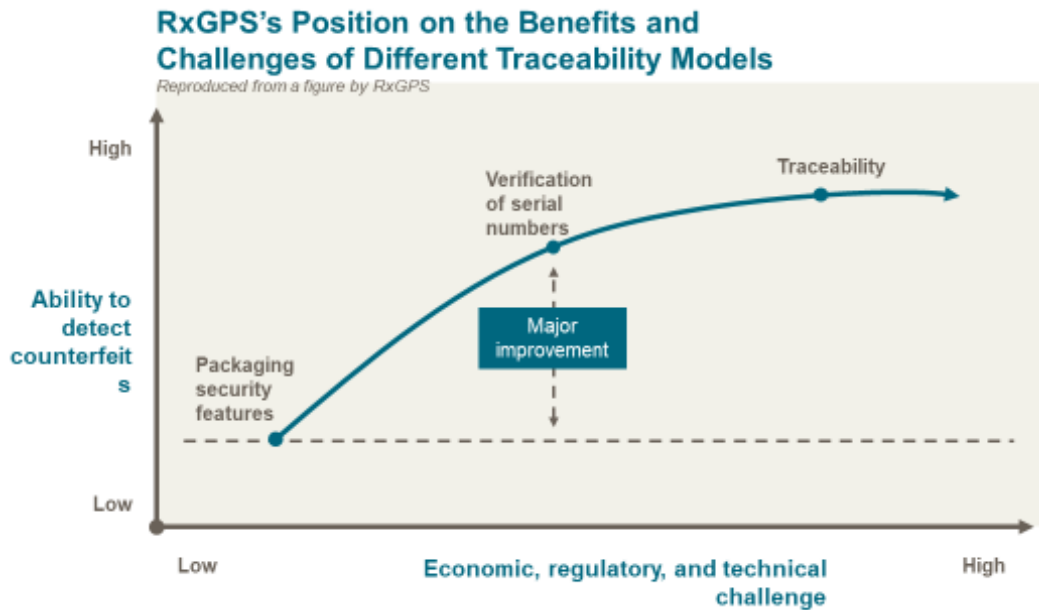 RxGPS's Position on the Benefits and
Challenges of Different Traceability Models
Reproduced from a figure by RxGPS
High
Traceability
Verification
of serial
numbers
Ability to
detect
counterfeit
s
Major
improvement
Packaging
security
features
Low
Low
Economic, regulatory, and technical
challenge
High